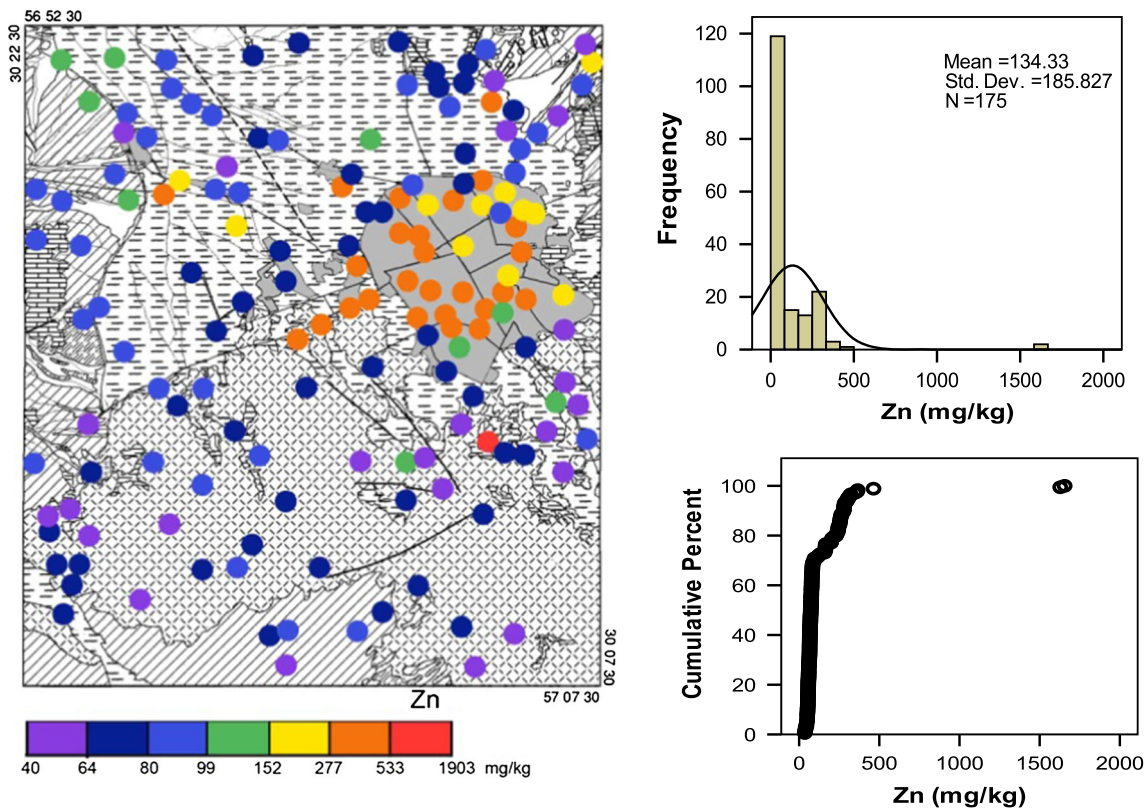 56 52 30
30 22 30
30 07 30
57 07 30
Zn
40 64 80 99 152 277 533 1903 mg/kg
Mean =134.33
Std. Dev. =185.827
N =175
Frequency
120
100
80
60
40
20
0
0 500 1000 1500 2000
Zn (mg/kg)
Cumulative Percent
100
80
60
40
20
0
0 500 1000 1500 2000
Zn (mg/kg)